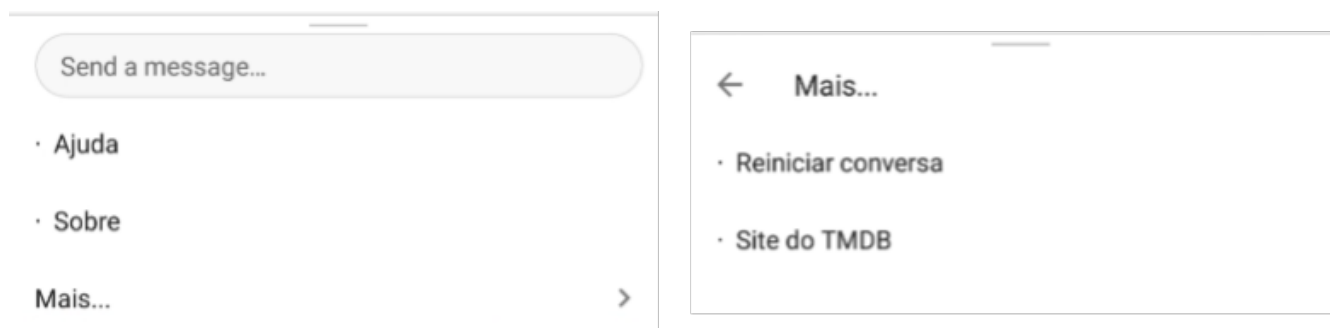 Send a message...
· Ajuda
· Sobre
Mais...
Mais...
· Reiniciar conversa
· Site do TMDB